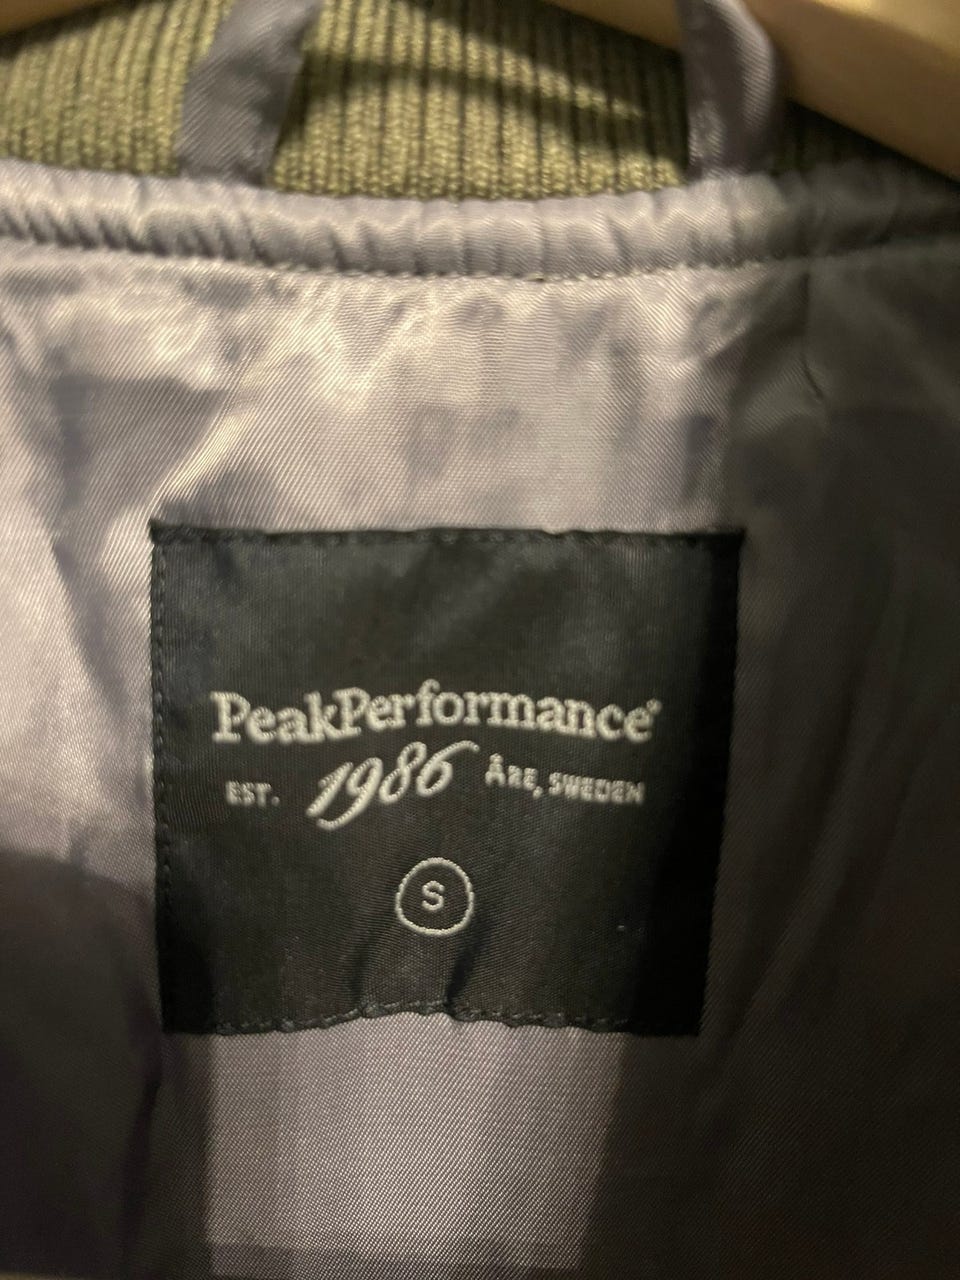 PeakPerformance®
EST. 1986 ÅRE, SWEDEN
S